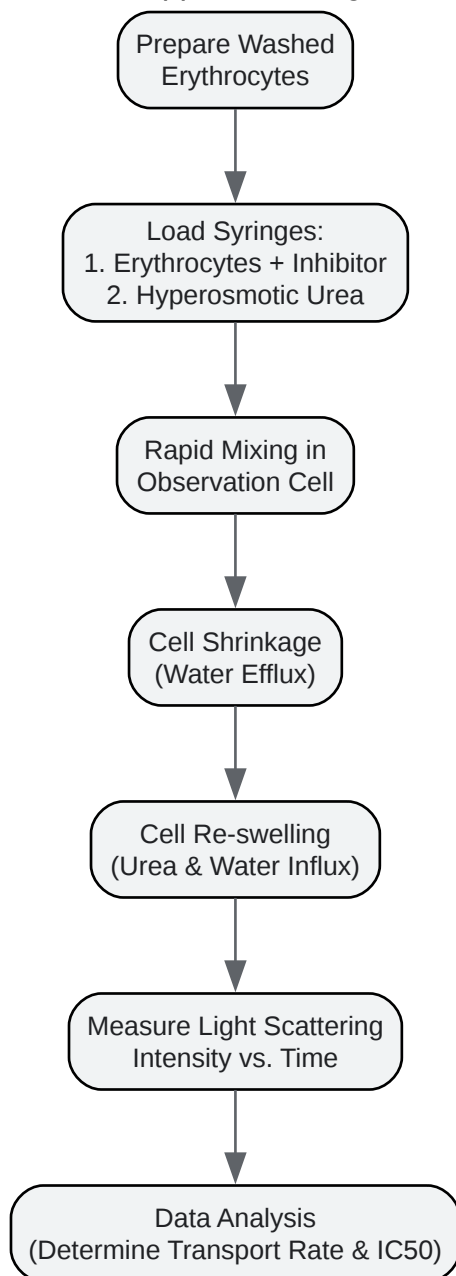 Prepare Washed
Erythrocytes
Load Syringes:
1. Erythrocytes + Inhibitor
2. Hyperosmotic Urea
Rapid Mixing in
Observation Cell
Cell Shrinkage
(Water Efflux)
Cell Re-swelling
(Urea & Water Influx)
Measure Light Scattering
Intensity vs. Time
Data Analysis
(Determine Transport Rate & IC50)